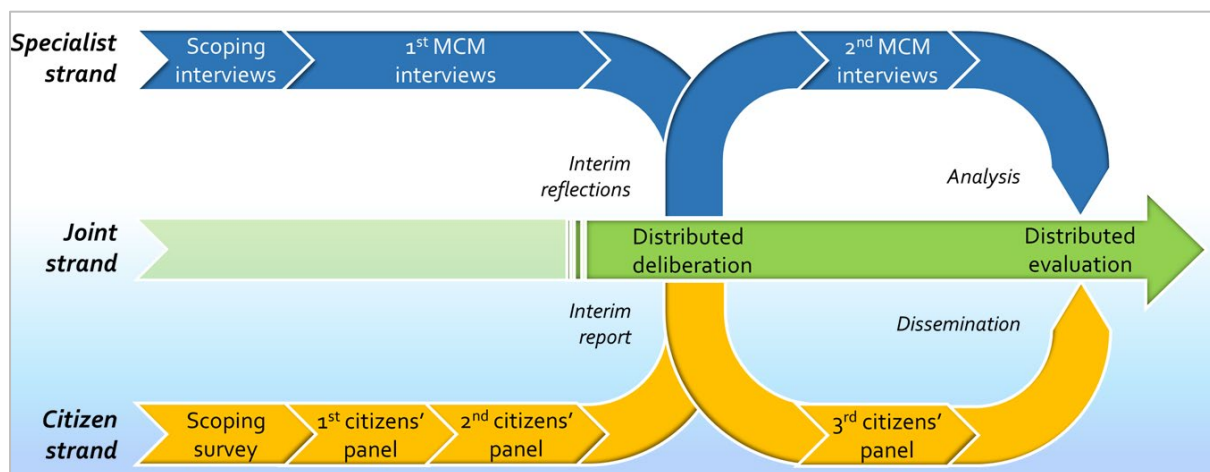 Specialist
strand
Scoping
interviews
1st MCM
interviews
2nd MCM
interviews
Interim
reflections
Analysis
Joint
strand
Distributed
deliberation
Distributed
evaluation
Interim
report
Dissemination
Citizen
strand
Scoping
survey
1st citizens’
panel
2nd citizens’
panel
3rd citizens’
panel